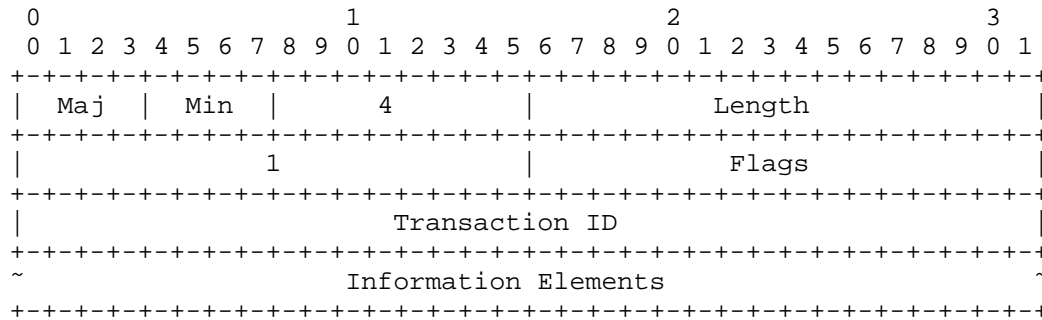 0                   1                   2                   3
 0 1 2 3 4 5 6 7 8 9 0 1 2 3 4 5 6 7 8 9 0 1 2 3 4 5 6 7 8 9 0 1
+-+-+-+-+-+-+-+-+-+-+-+-+-+-+-+-+-+-+-+-+-+-+-+-+-+-+-+-+-+-+-+-+
|  Maj  |  Min  |      4        |           Length              |
+-+-+-+-+-+-+-+-+-+-+-+-+-+-+-+-+-+-+-+-+-+-+-+-+-+-+-+-+-+-+-+-+
|               1               |             Flags             |
+-+-+-+-+-+-+-+-+-+-+-+-+-+-+-+-+-+-+-+-+-+-+-+-+-+-+-+-+-+-+-+-+
|                       Transaction ID                          |
+-+-+-+-+-+-+-+-+-+-+-+-+-+-+-+-+-+-+-+-+-+-+-+-+-+-+-+-+-+-+-+-+
~                    Information Elements                       ~
+-+-+-+-+-+-+-+-+-+-+-+-+-+-+-+-+-+-+-+-+-+-+-+-+-+-+-+-+-+-+-+-+